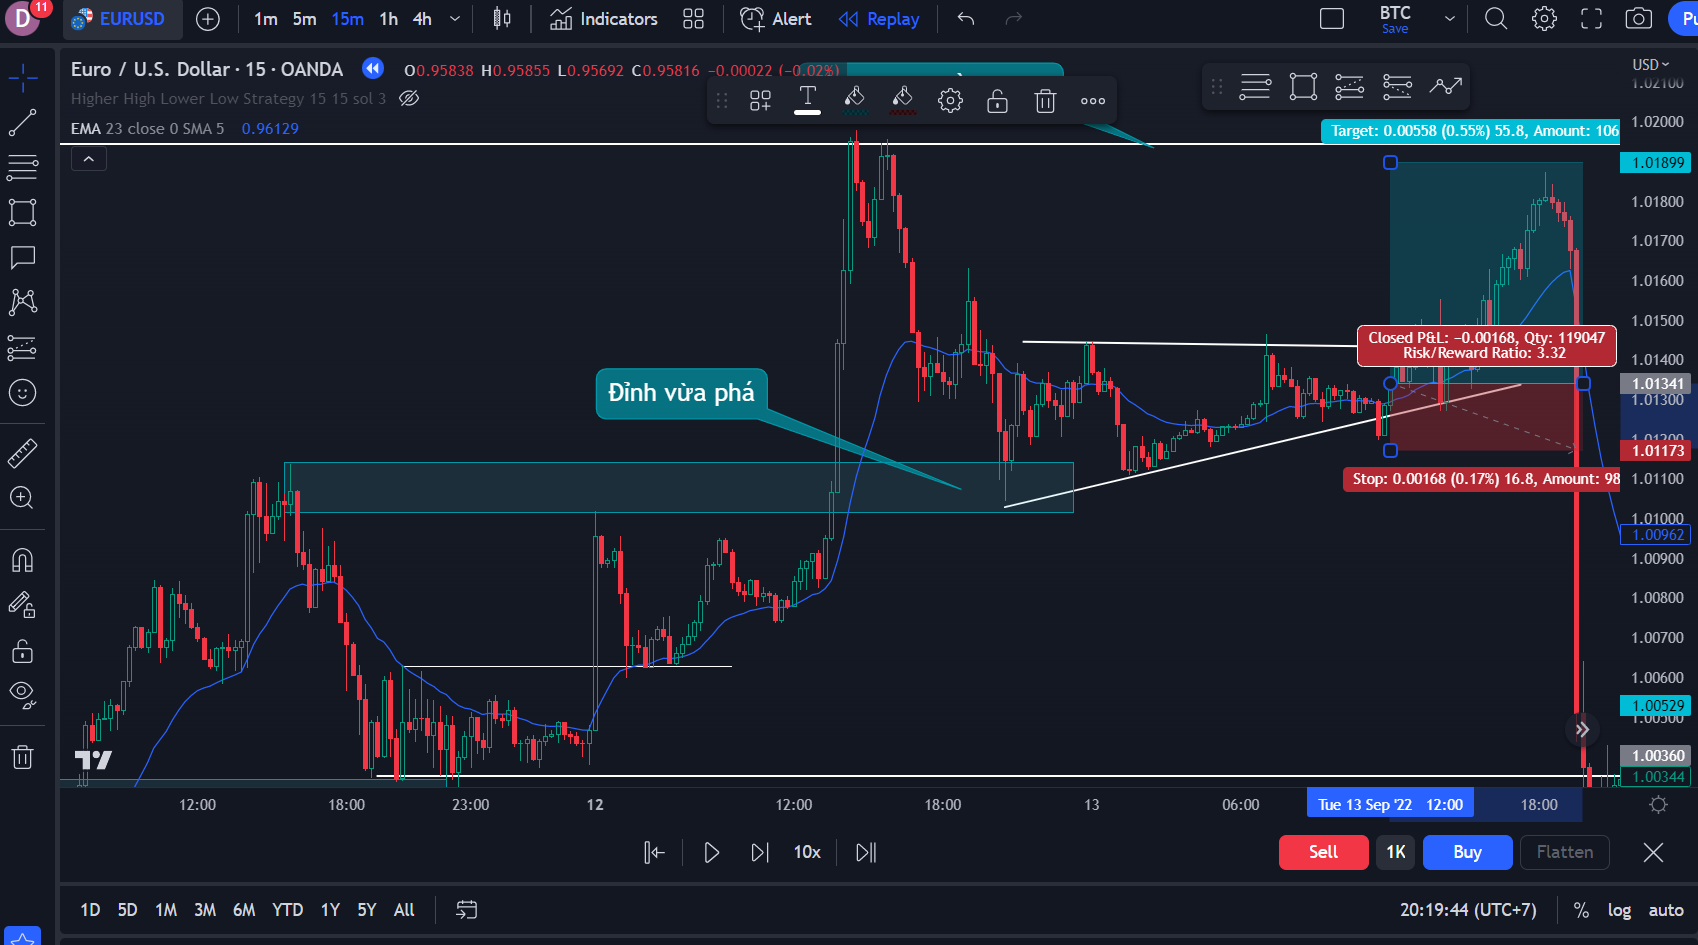 D
11
EURUSD
1m 5m 15m 1h 4h
Indicators
Alert
Replay
BTC
Save
Pu
Euro / U.S. Dollar · 15 · OANDA
O0.95838 H0.95855 L0.95692 C0.95816 −0.00022 (−0.02%)
Higher High Lower Low Strategy 15 15 sol 3
EMA 23 close 0 SMA 5 0.96129
T
USD
1.02100
1.02000
Target: 0.00558 (0.55%) 55.8, Amount: 106
1.01899
1.01800
1.01700
1.01600
1.01500
Closed P&L: −0.00168, Qty: 119047
Risk/Reward Ratio: 3.32
1.01400
1.01341
1.01300
Đỉnh vừa phá
1.01200
1.01173
Stop: 0.00168 (0.17%) 16.8, Amount: 98
1.01100
1.01000
1.00962
1.00900
1.00800
1.00700
1.00600
1.00529
1.00500
1.00360
1.00344
12:00 18:00 23:00 12 12:00 18:00 13 06:00 Tue 13 Sep '22 12:00 18:00
10x
Sell 1K Buy Flatten
1D 5D 1M 3M 6M YTD 1Y 5Y All
20:19:44 (UTC+7) % log auto